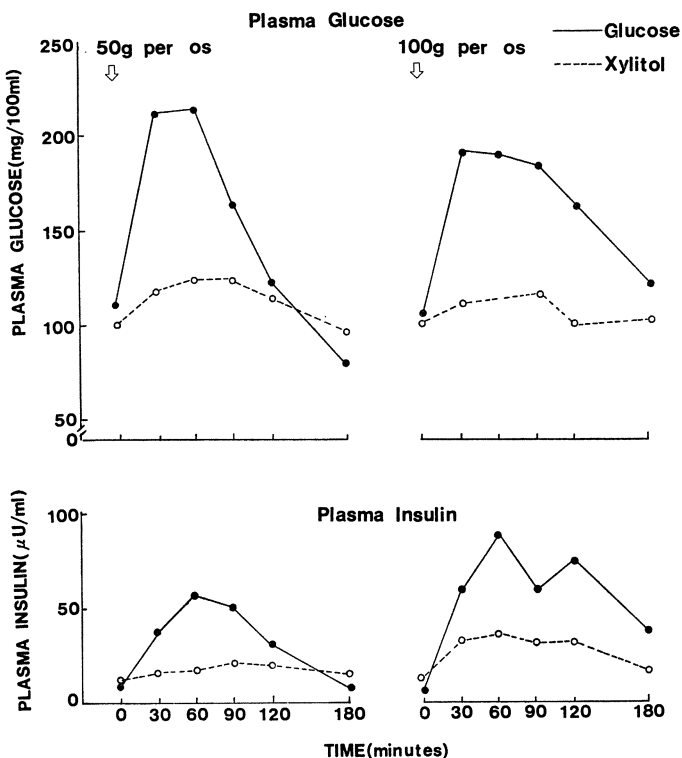 Plasma Glucose
50g per os
100g per os
Glucose
Xylitol
PLASMA GLUCOSE(mg/100ml)
250
200
150
100
50
0
Plasma Insulin
PLASMA INSULIN(μU/ml)
100
50
0
0 30 60 90 120 180
0 30 60 90 120 180
TIME(minutes)